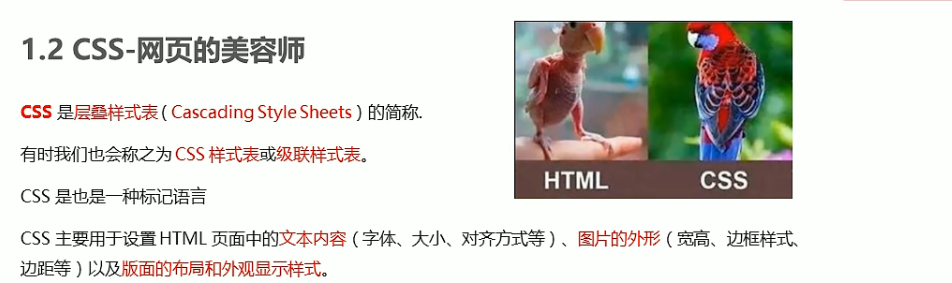 1.2 CSS-网页的美容师
CSS 是层叠样式表 ( Cascading Style Sheets ) 的简称.
有时我们也会称之为 CSS 样式表或级联样式表。
CSS 是也是一种标记语言
CSS 主要用于设置 HTML 页面中的文本内容 ( 字体、大小、对齐方式等 ) 、图片的外形 ( 宽高、边框样式、
边距等 ) 以及版面的布局和外观显示样式。
HTML CSS